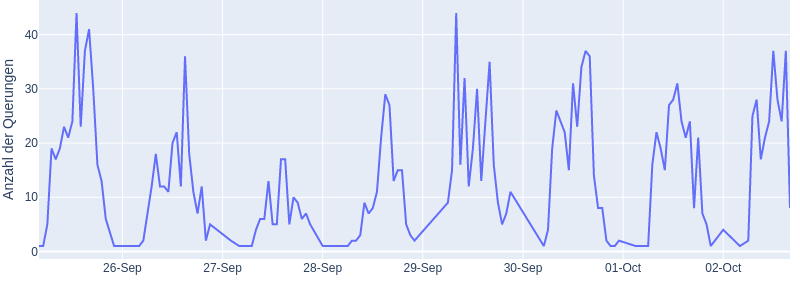 Anzahl der Querungen
40
30
20
10
0
26-Sep
27-Sep
28-Sep
29-Sep
30-Sep
01-Oct
02-Oct